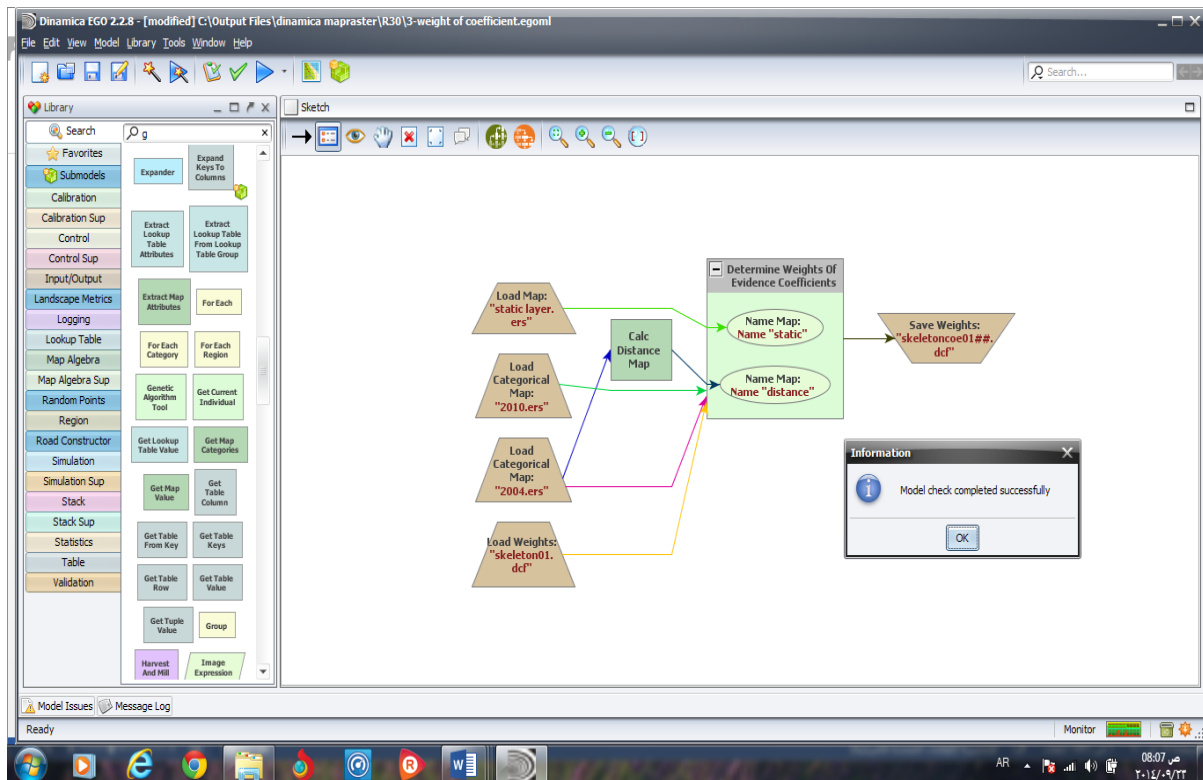 Dinamica EGO 2.2.8 - [modified] C:\Output Files\dinamica mapraster\R30\3-weight of coefficient.egoml
File Edit View Model Library Tools Window Help
Search...
Library
Sketch
Search
g
Favorites
Submodels
Calibration
Calibration Sup
Control
Control Sup
Input/Output
Landscape Metrics
Logging
Lookup Table
Map Algebra
Map Algebra Sup
Random Points
Region
Road Constructor
Simulation
Simulation Sup
Stack
Stack Sup
Statistics
Table
Validation
Expander
Expand
Keys To
Columns
Extract
Lookup
Table
Attributes
Extract
Lookup Table
From Lookup
Table Group
Extract Map
Attributes
For Each
For Each
Category
For Each
Region
Genetic
Algorithm
Tool
Get Current
Individual
Get Lookup
Table Value
Get Map
Categories
Get Map
Value
Get
Table
Column
Get Table
From Key
Get Table
Keys
Get Table
Row
Get Table
Value
Get Tuple
Value
Group
Harvest
And Mill
Image
Expression
Load Map:
"static layer.
ers"
Load
Categorical
Map:
"2010.ers"
Load
Categorical
Map:
"2004.ers"
Load Weights:
"skeleton01.
dcf"
Calc
Distance
Map
Determine Weights Of
Evidence Coefficients
Name Map:
Name "static"
Name Map:
Name "distance"
Save Weights:
"skeletoncoe01##.
dcf"
Information
Model check completed successfully
OK
Model Issues
Message Log
Ready
Monitor
AR
08:07 ص
٢٠١٤/٠٩/٢٣